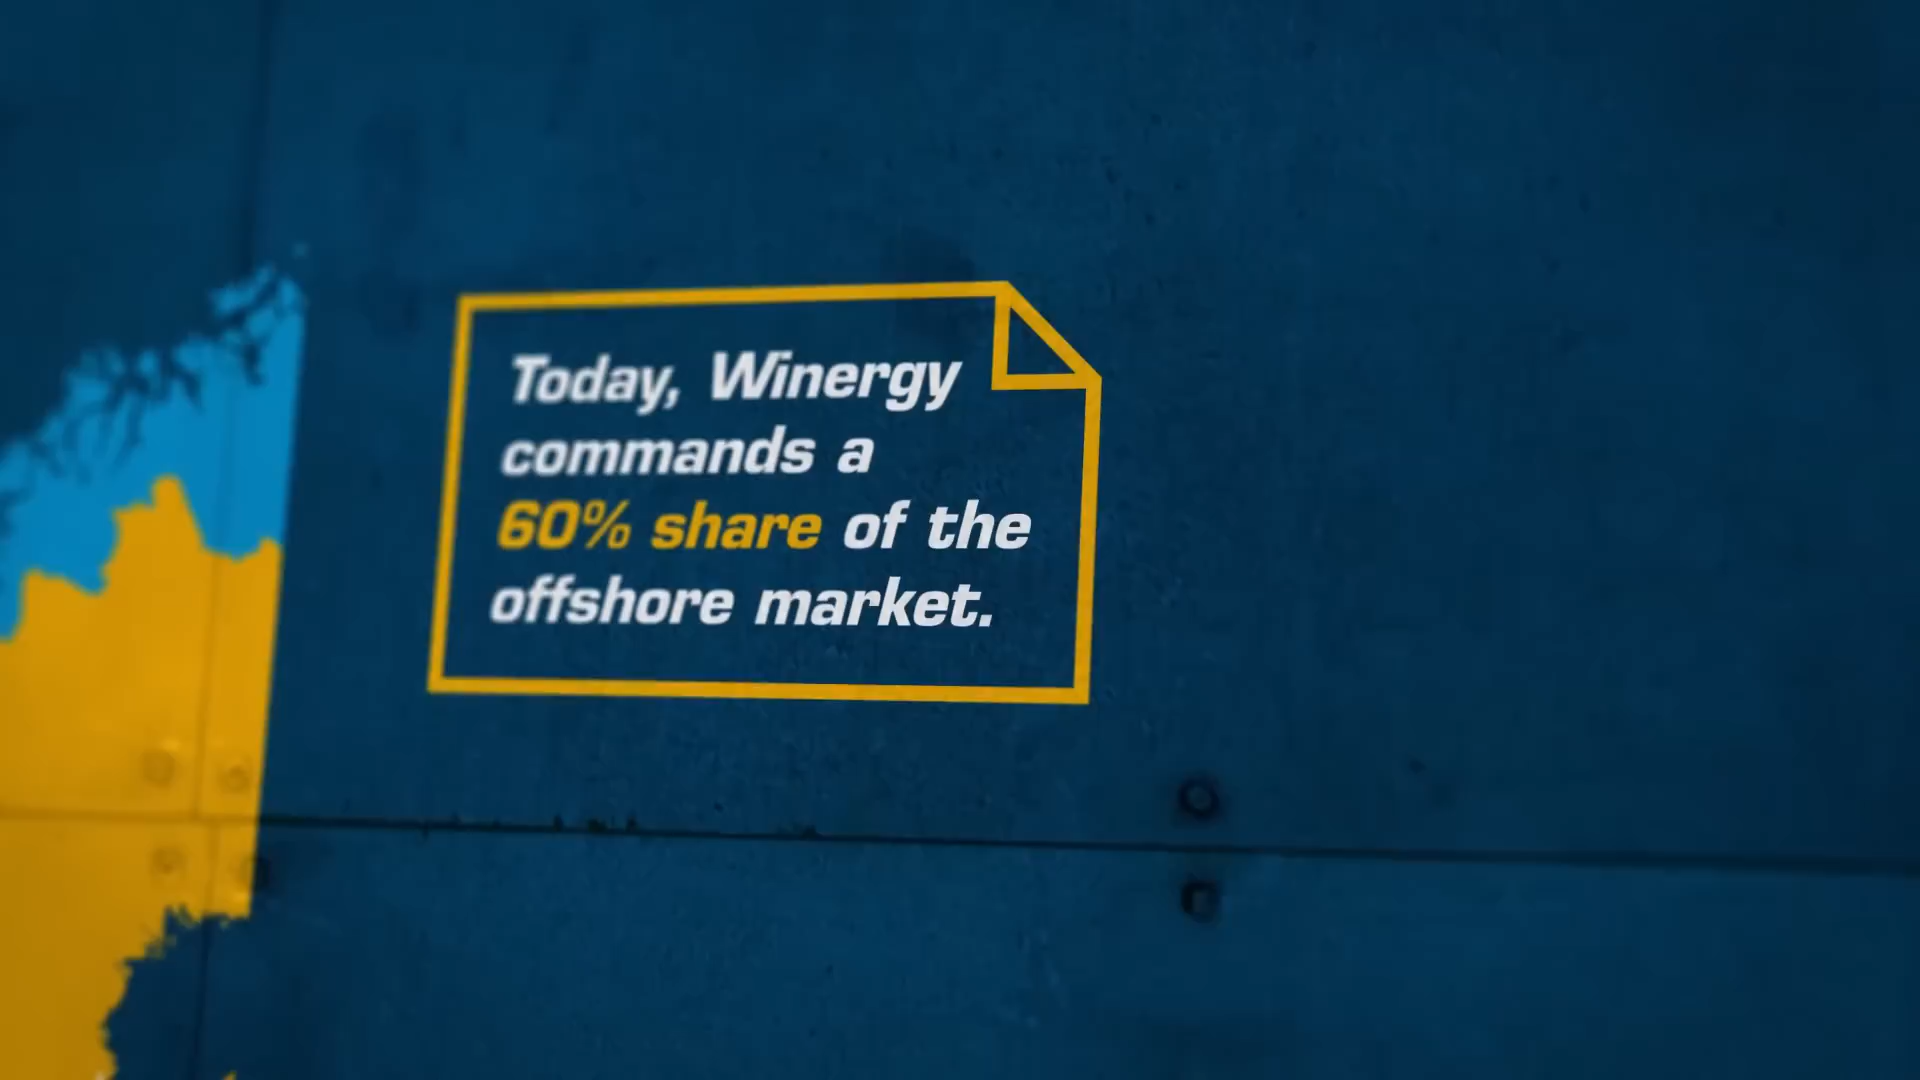 Today, Winergy
commands a
60% share of the
offshore market.